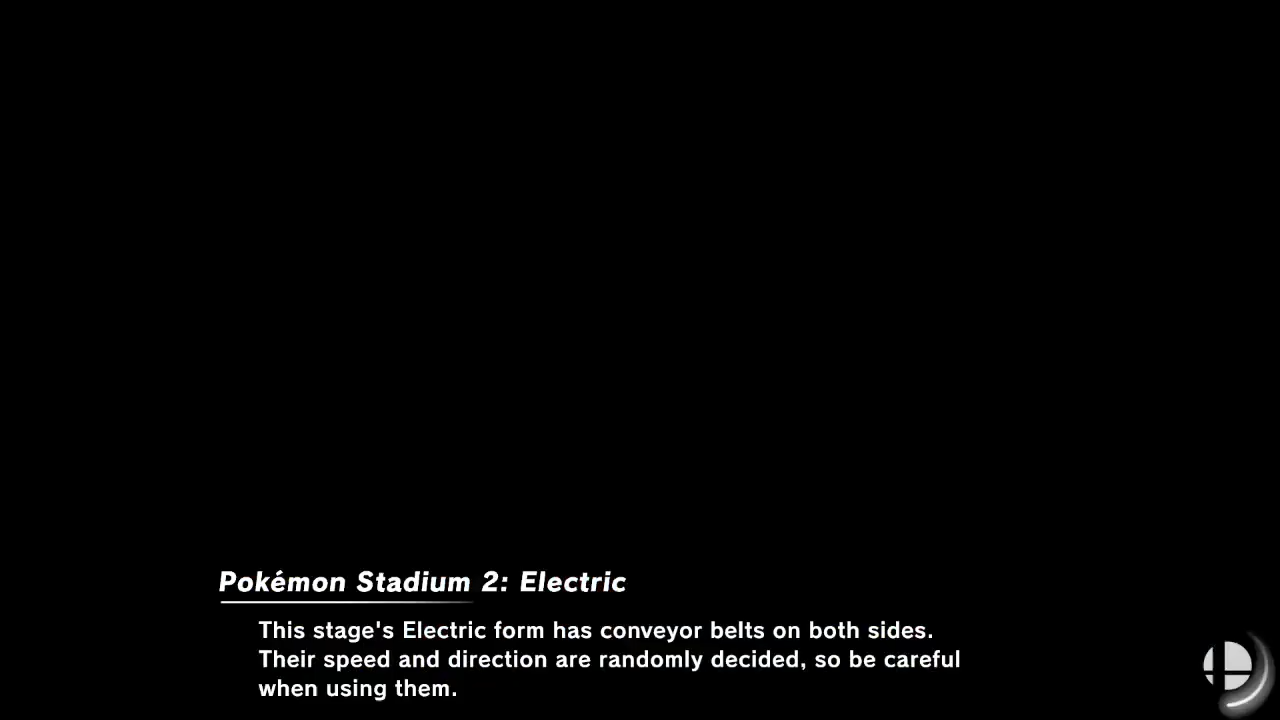 Pokémon Stadium 2: Electric
This stage's Electric form has conveyor belts on both sides.
Their speed and direction are randomly decided, so be careful
when using them.